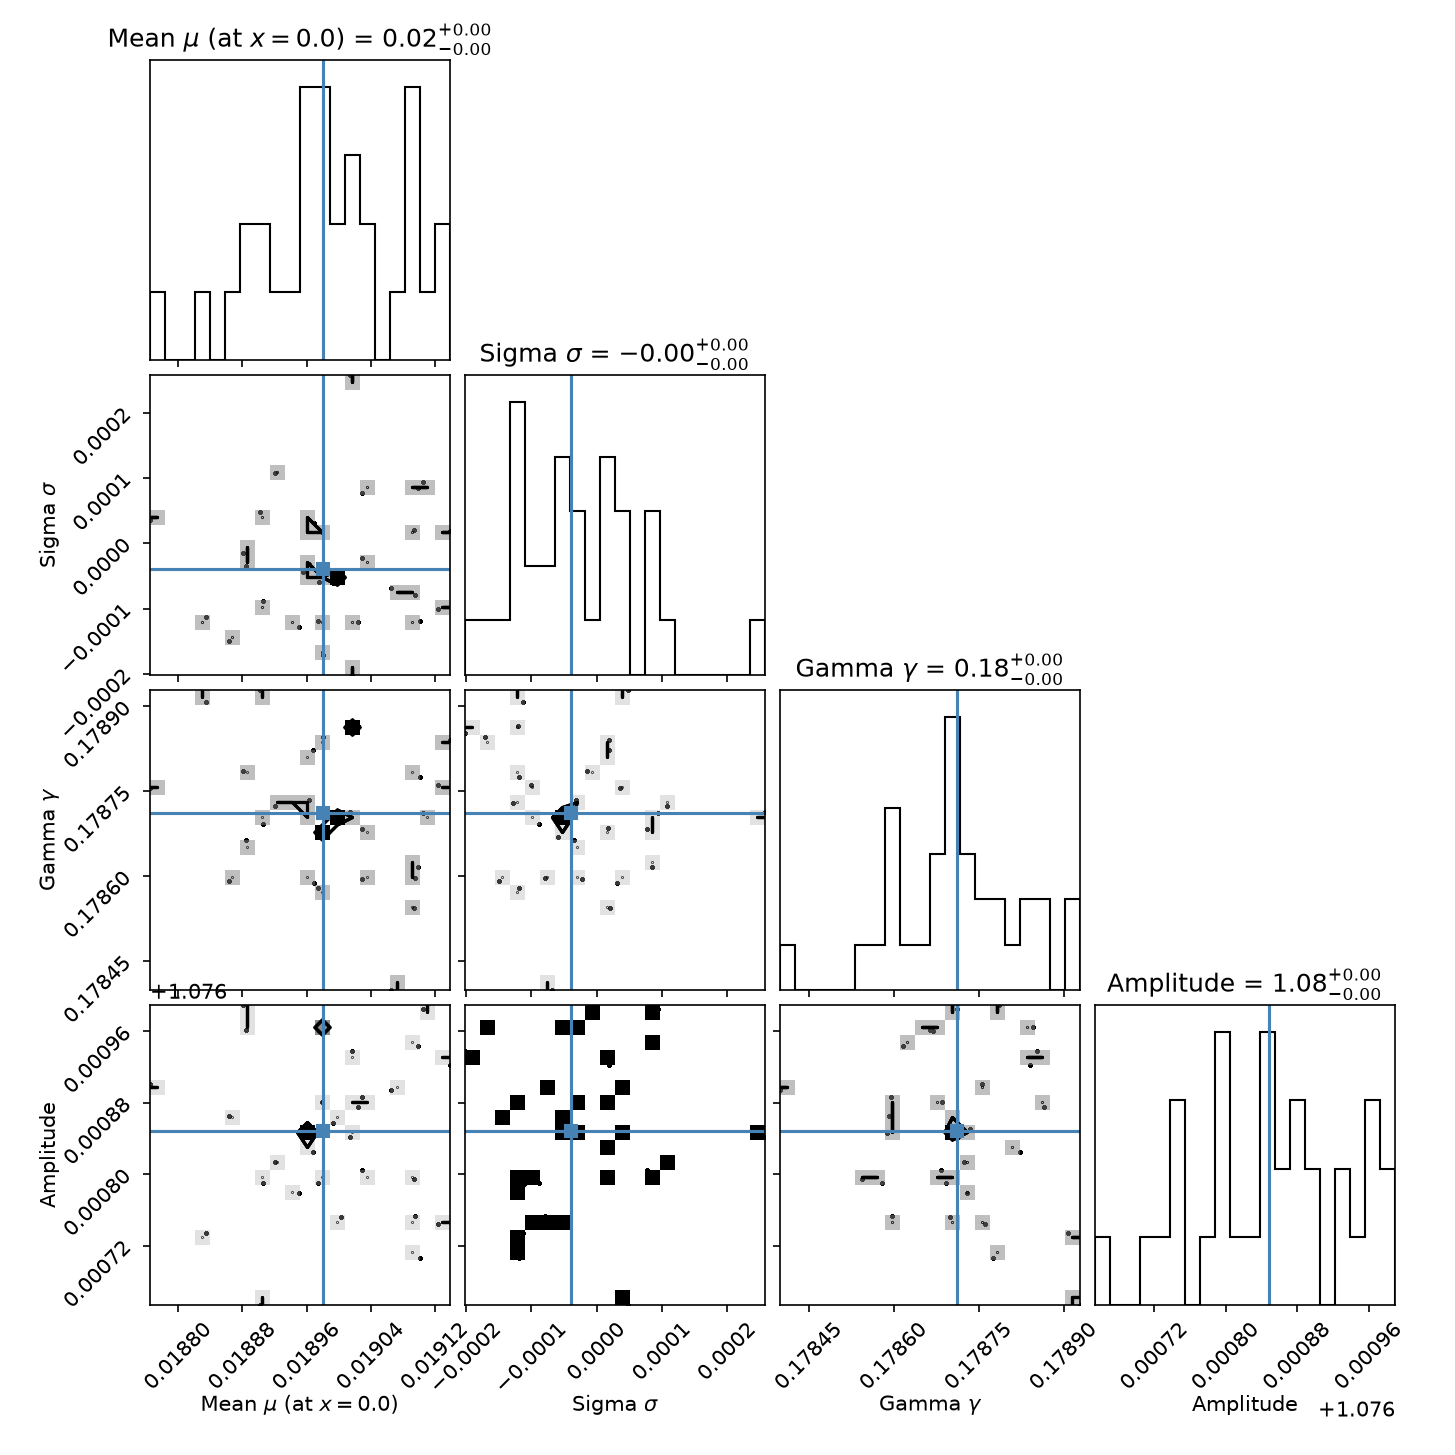 Mean μ (at x = 0.0) = 0.02+0.00−0.00
Sigma σ = −0.00+0.00−0.00
Sigma σ
0.0002
0.0001
0.0000
−0.0001
−0.0002
Gamma γ = 0.18+0.00−0.00
Gamma γ
0.17890
0.17875
0.17860
0.17845
+1.076
Amplitude = 1.08+0.00−0.00
Amplitude
0.00096
0.00088
0.00080
0.00072
0.01880 0.01888 0.01896 0.01904 0.01912
Mean μ (at x = 0.0)
−0.0002 −0.0001 0.0000 0.0001 0.0002
Sigma σ
0.17845 0.17860 0.17875 0.17890
Gamma γ
0.00072 0.00080 0.00088 0.00096
Amplitude
+1.076